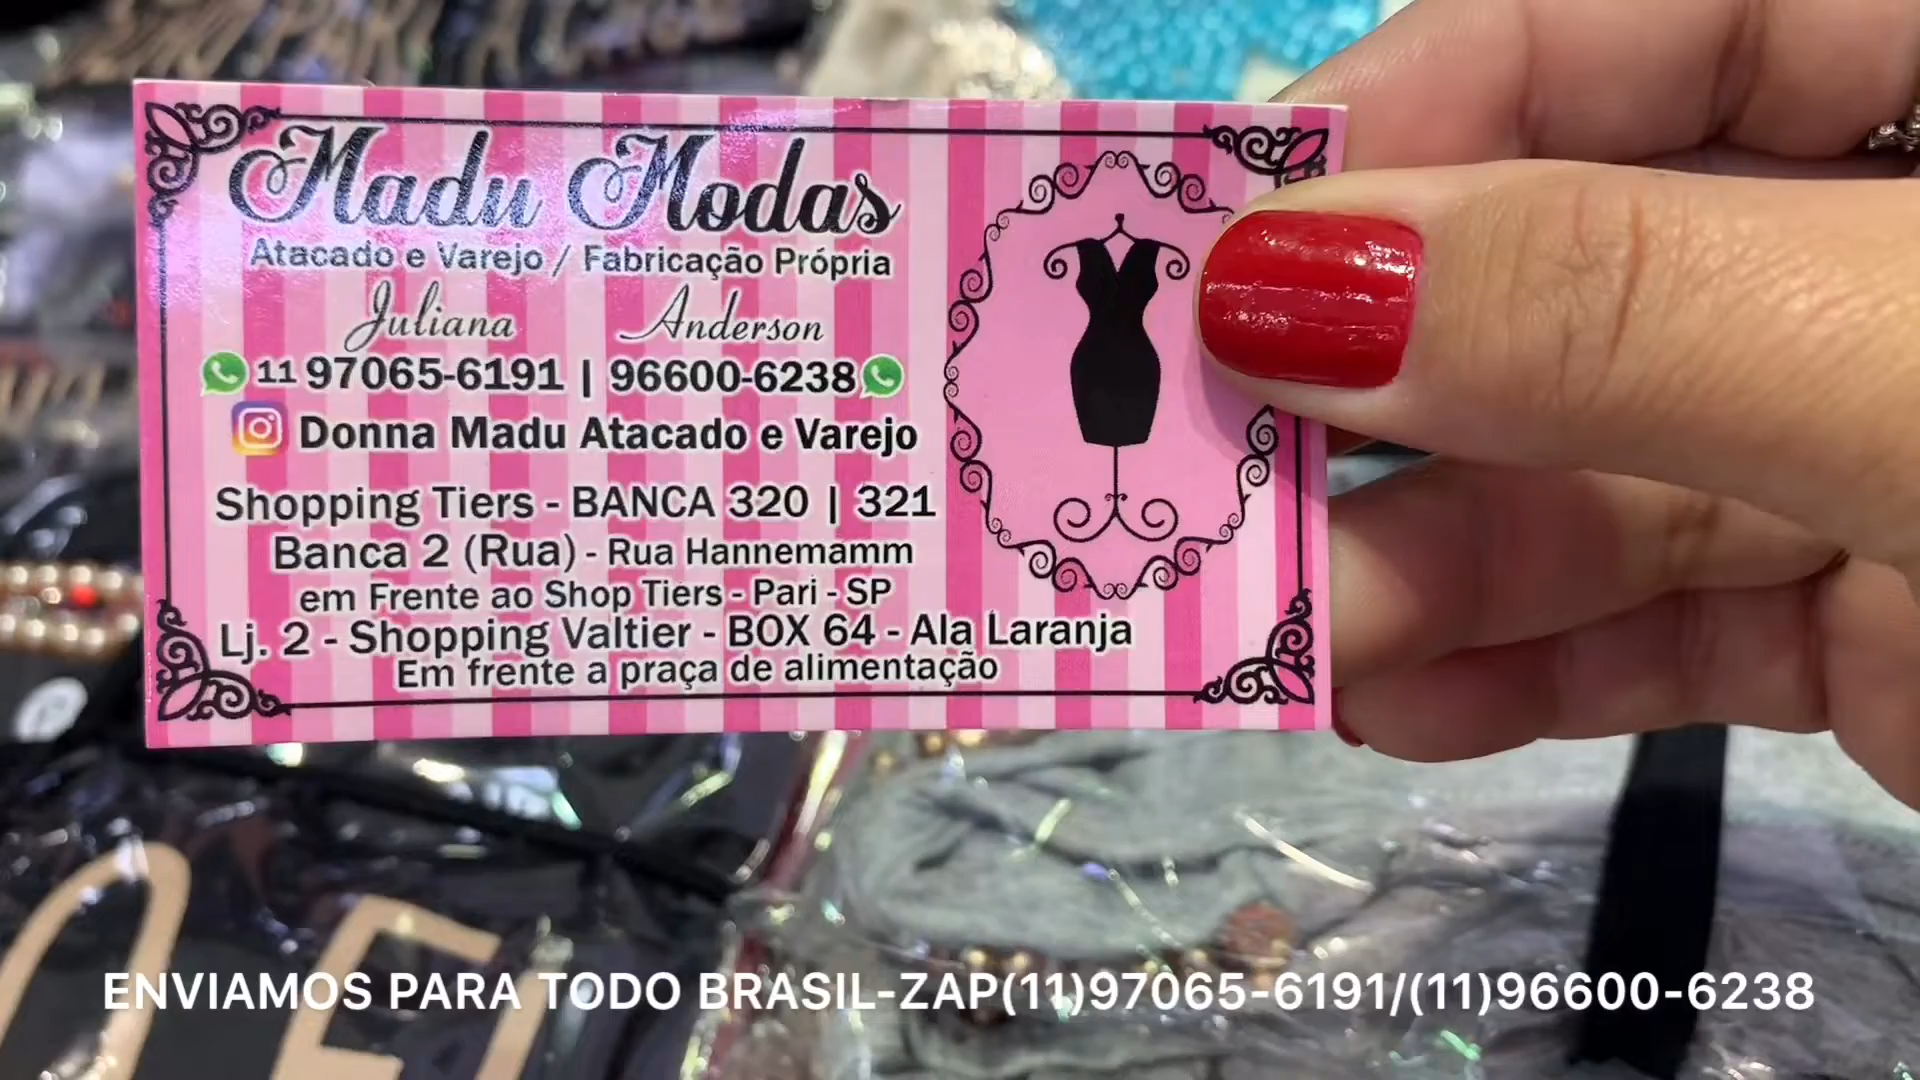 Madu Modas
Atacado e Varejo / Fabricação Própria
Juliana Anderson
11 97065-6191 | 96600-6238
Donna Madu Atacado e Varejo
Shopping Tiers - BANCA 320 | 321
Banca 2 (Rua) - Rua Hannemamm
em Frente ao Shop Tiers - Pari - SP
Lj. 2 - Shopping Valtier - BOX 64 - Ala Laranja
Em frente a praça de alimentação
ENVIAMOS PARA TODO BRASIL-ZAP(11)97065-6191/(11)96600-6238